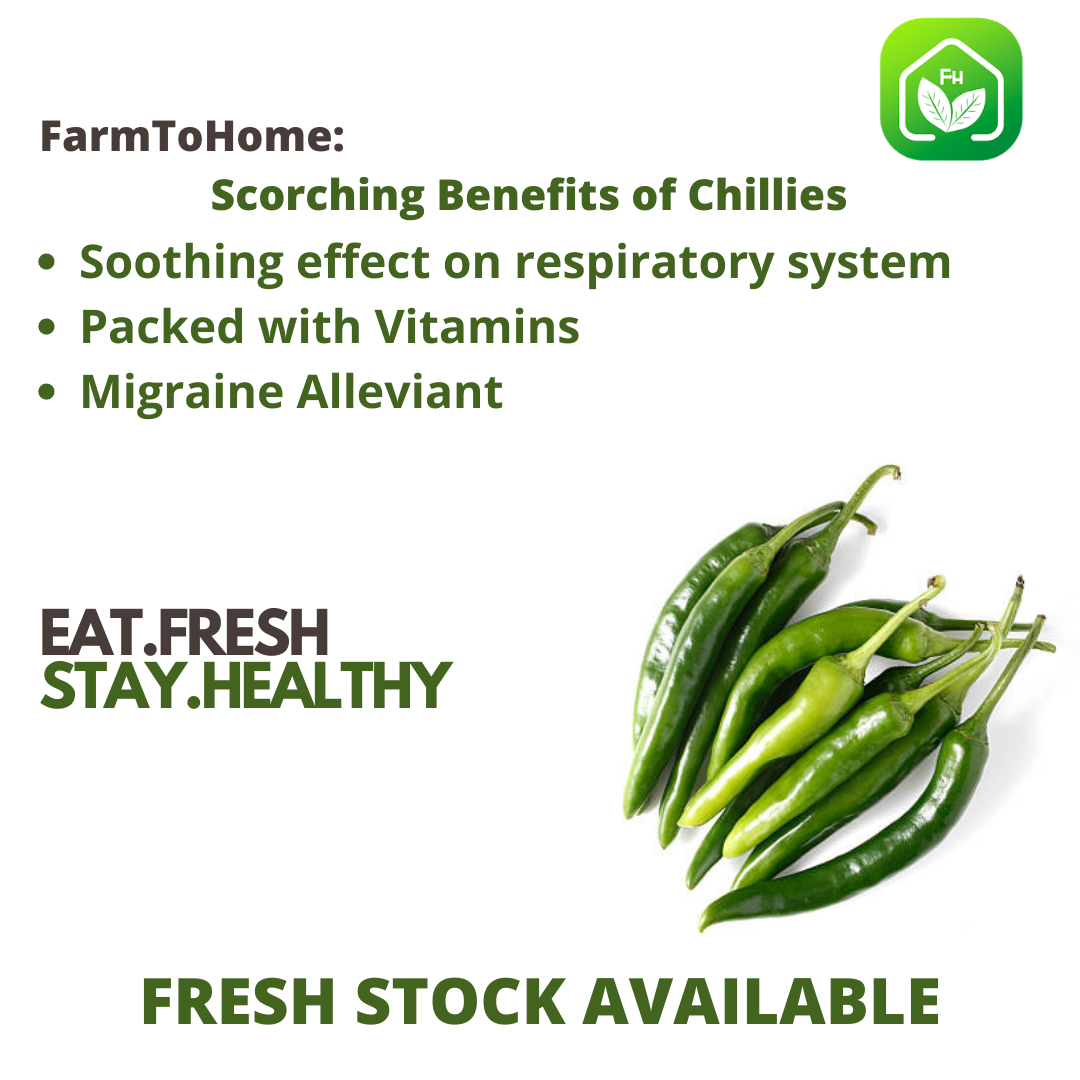 FH
FarmToHome:
Scorching Benefits of Chillies
• Soothing effect on respiratory system
• Packed with Vitamins
• Migraine Alleviant
EAT.FRESH
STAY.HEALTHY
FRESH STOCK AVAILABLE